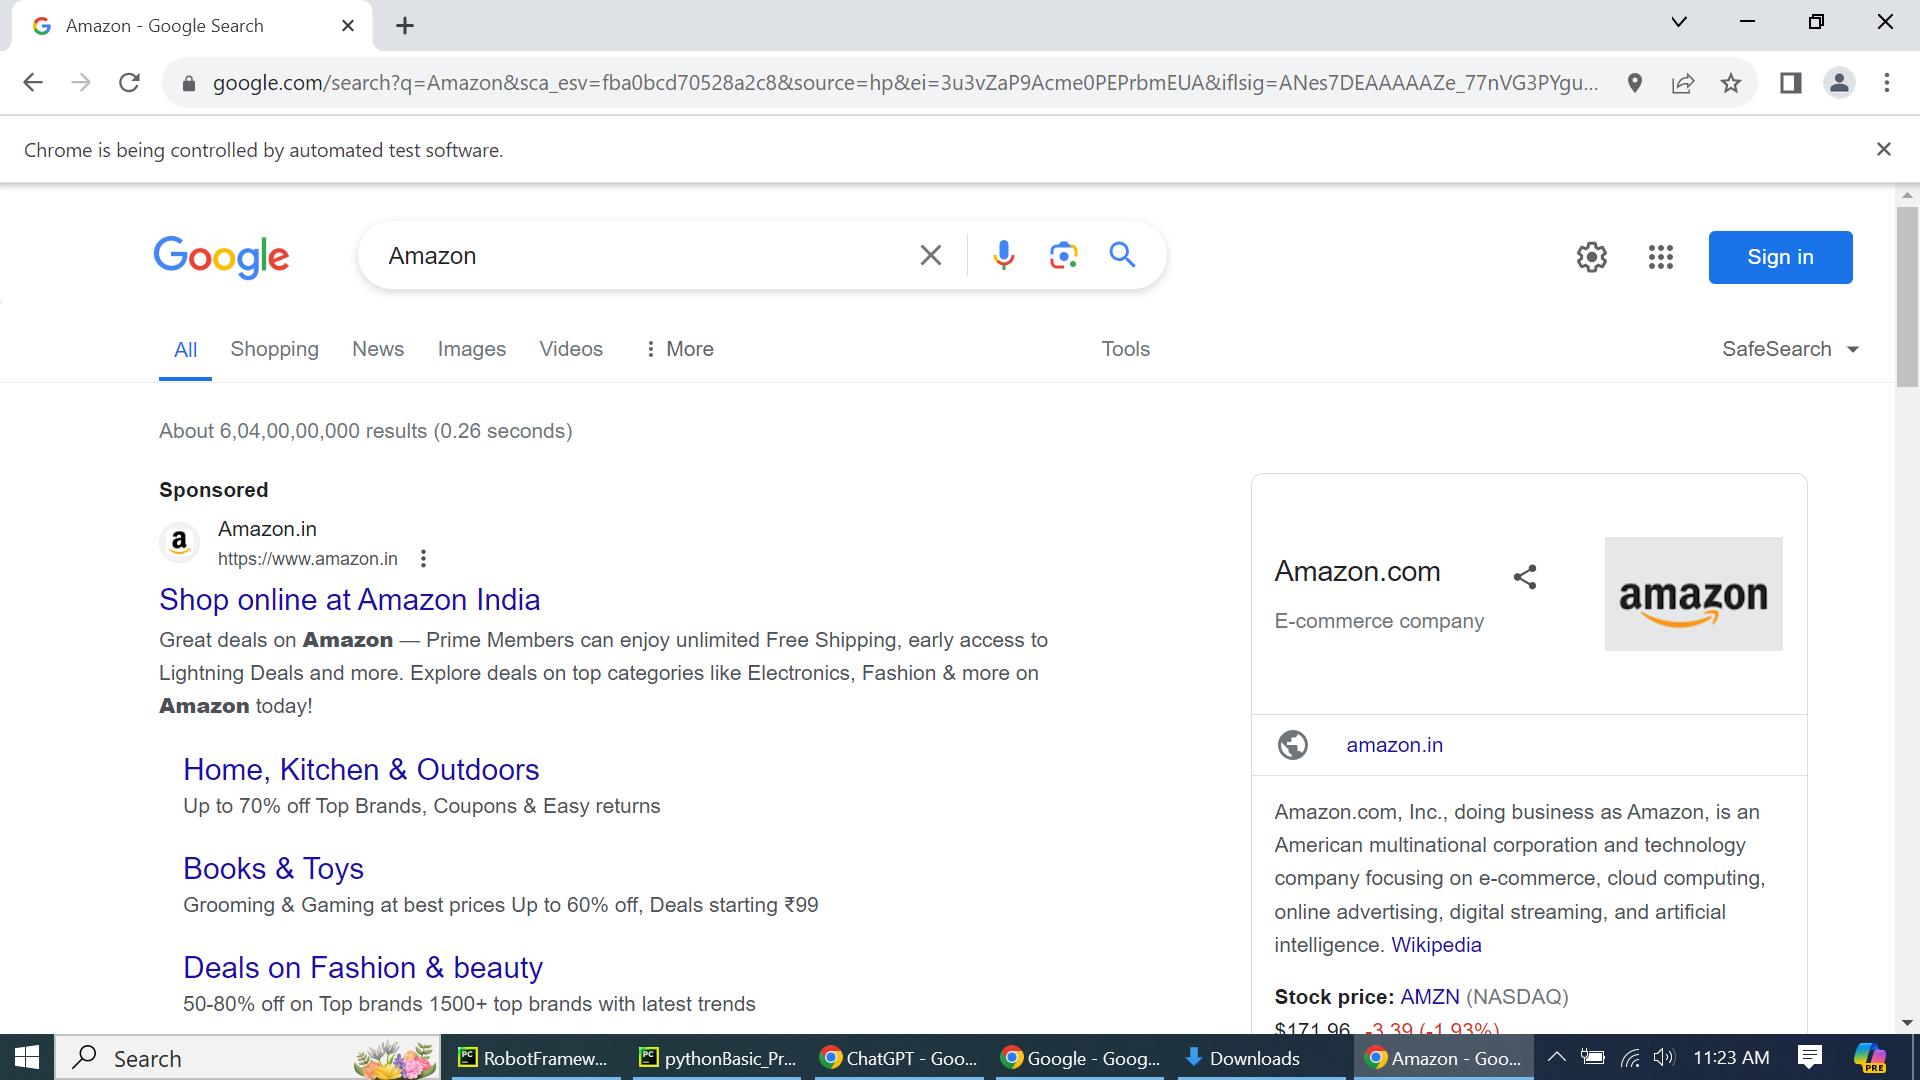 Amazon - Google Search
google.com/search?q=Amazon&sca_esv=fba0bcd70528a2c8&source=hp&ei=3u3vZaP9Acme0PEPrbmEUA&iflsig=ANes7DEAAAAAZe_77nVG3PYgu...
Chrome is being controlled by automated test software.
Google
Amazon
Sign in
All Shopping News Images Videos More Tools SafeSearch
About 6,04,00,00,000 results (0.26 seconds)
Sponsored
a
Amazon.in
https://www.amazon.in
Shop online at Amazon India
Great deals on Amazon — Prime Members can enjoy unlimited Free Shipping, early access to
Lightning Deals and more. Explore deals on top categories like Electronics, Fashion & more on
Amazon today!
Home, Kitchen & Outdoors
Up to 70% off Top Brands, Coupons & Easy returns
Books & Toys
Grooming & Gaming at best prices Up to 60% off, Deals starting ₹99
Deals on Fashion & beauty
50-80% off on Top brands 1500+ top brands with latest trends
Amazon.com
E-commerce company
amazon
amazon.in
Amazon.com, Inc., doing business as Amazon, is an
American multinational corporation and technology
company focusing on e-commerce, cloud computing,
online advertising, digital streaming, and artificial
intelligence. Wikipedia
Stock price: AMZN (NASDAQ)
$171.96 -3.39 (-1.93%)
Search
PC RobotFramew...
PC pythonBasic_Pr...
ChatGPT - Goo...
Google - Goog...
Downloads
Amazon - Goo...
11:23 AM
PRE